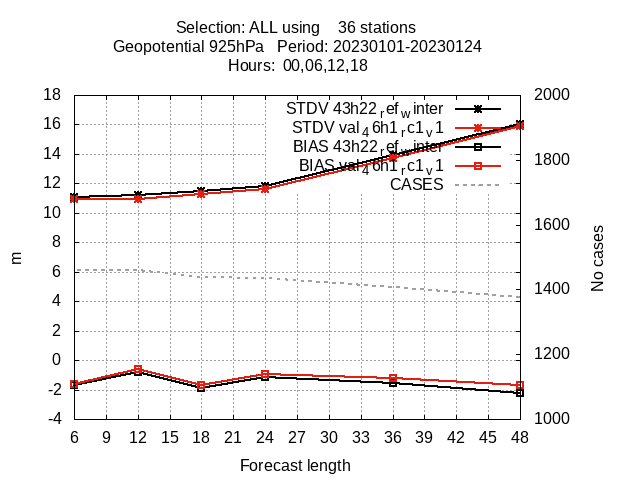 Selection: ALL using    36 stations
Geopotential 925hPa   Period: 20230101-20230124
Hours:  00,06,12,18
18
16
14
12
10
8
6
4
2
0
-2
-4
2000
1800
1600
1400
1200
1000
STDV 43h22_ref_winter
STDV val_46h1_rc1_v1
BIAS 43h22_ref_winter
BIAS val_46h1_rc1_v1
CASES
m
No cases
6 9 12 15 18 21 24 27 30 33 36 39 42 45 48
Forecast length